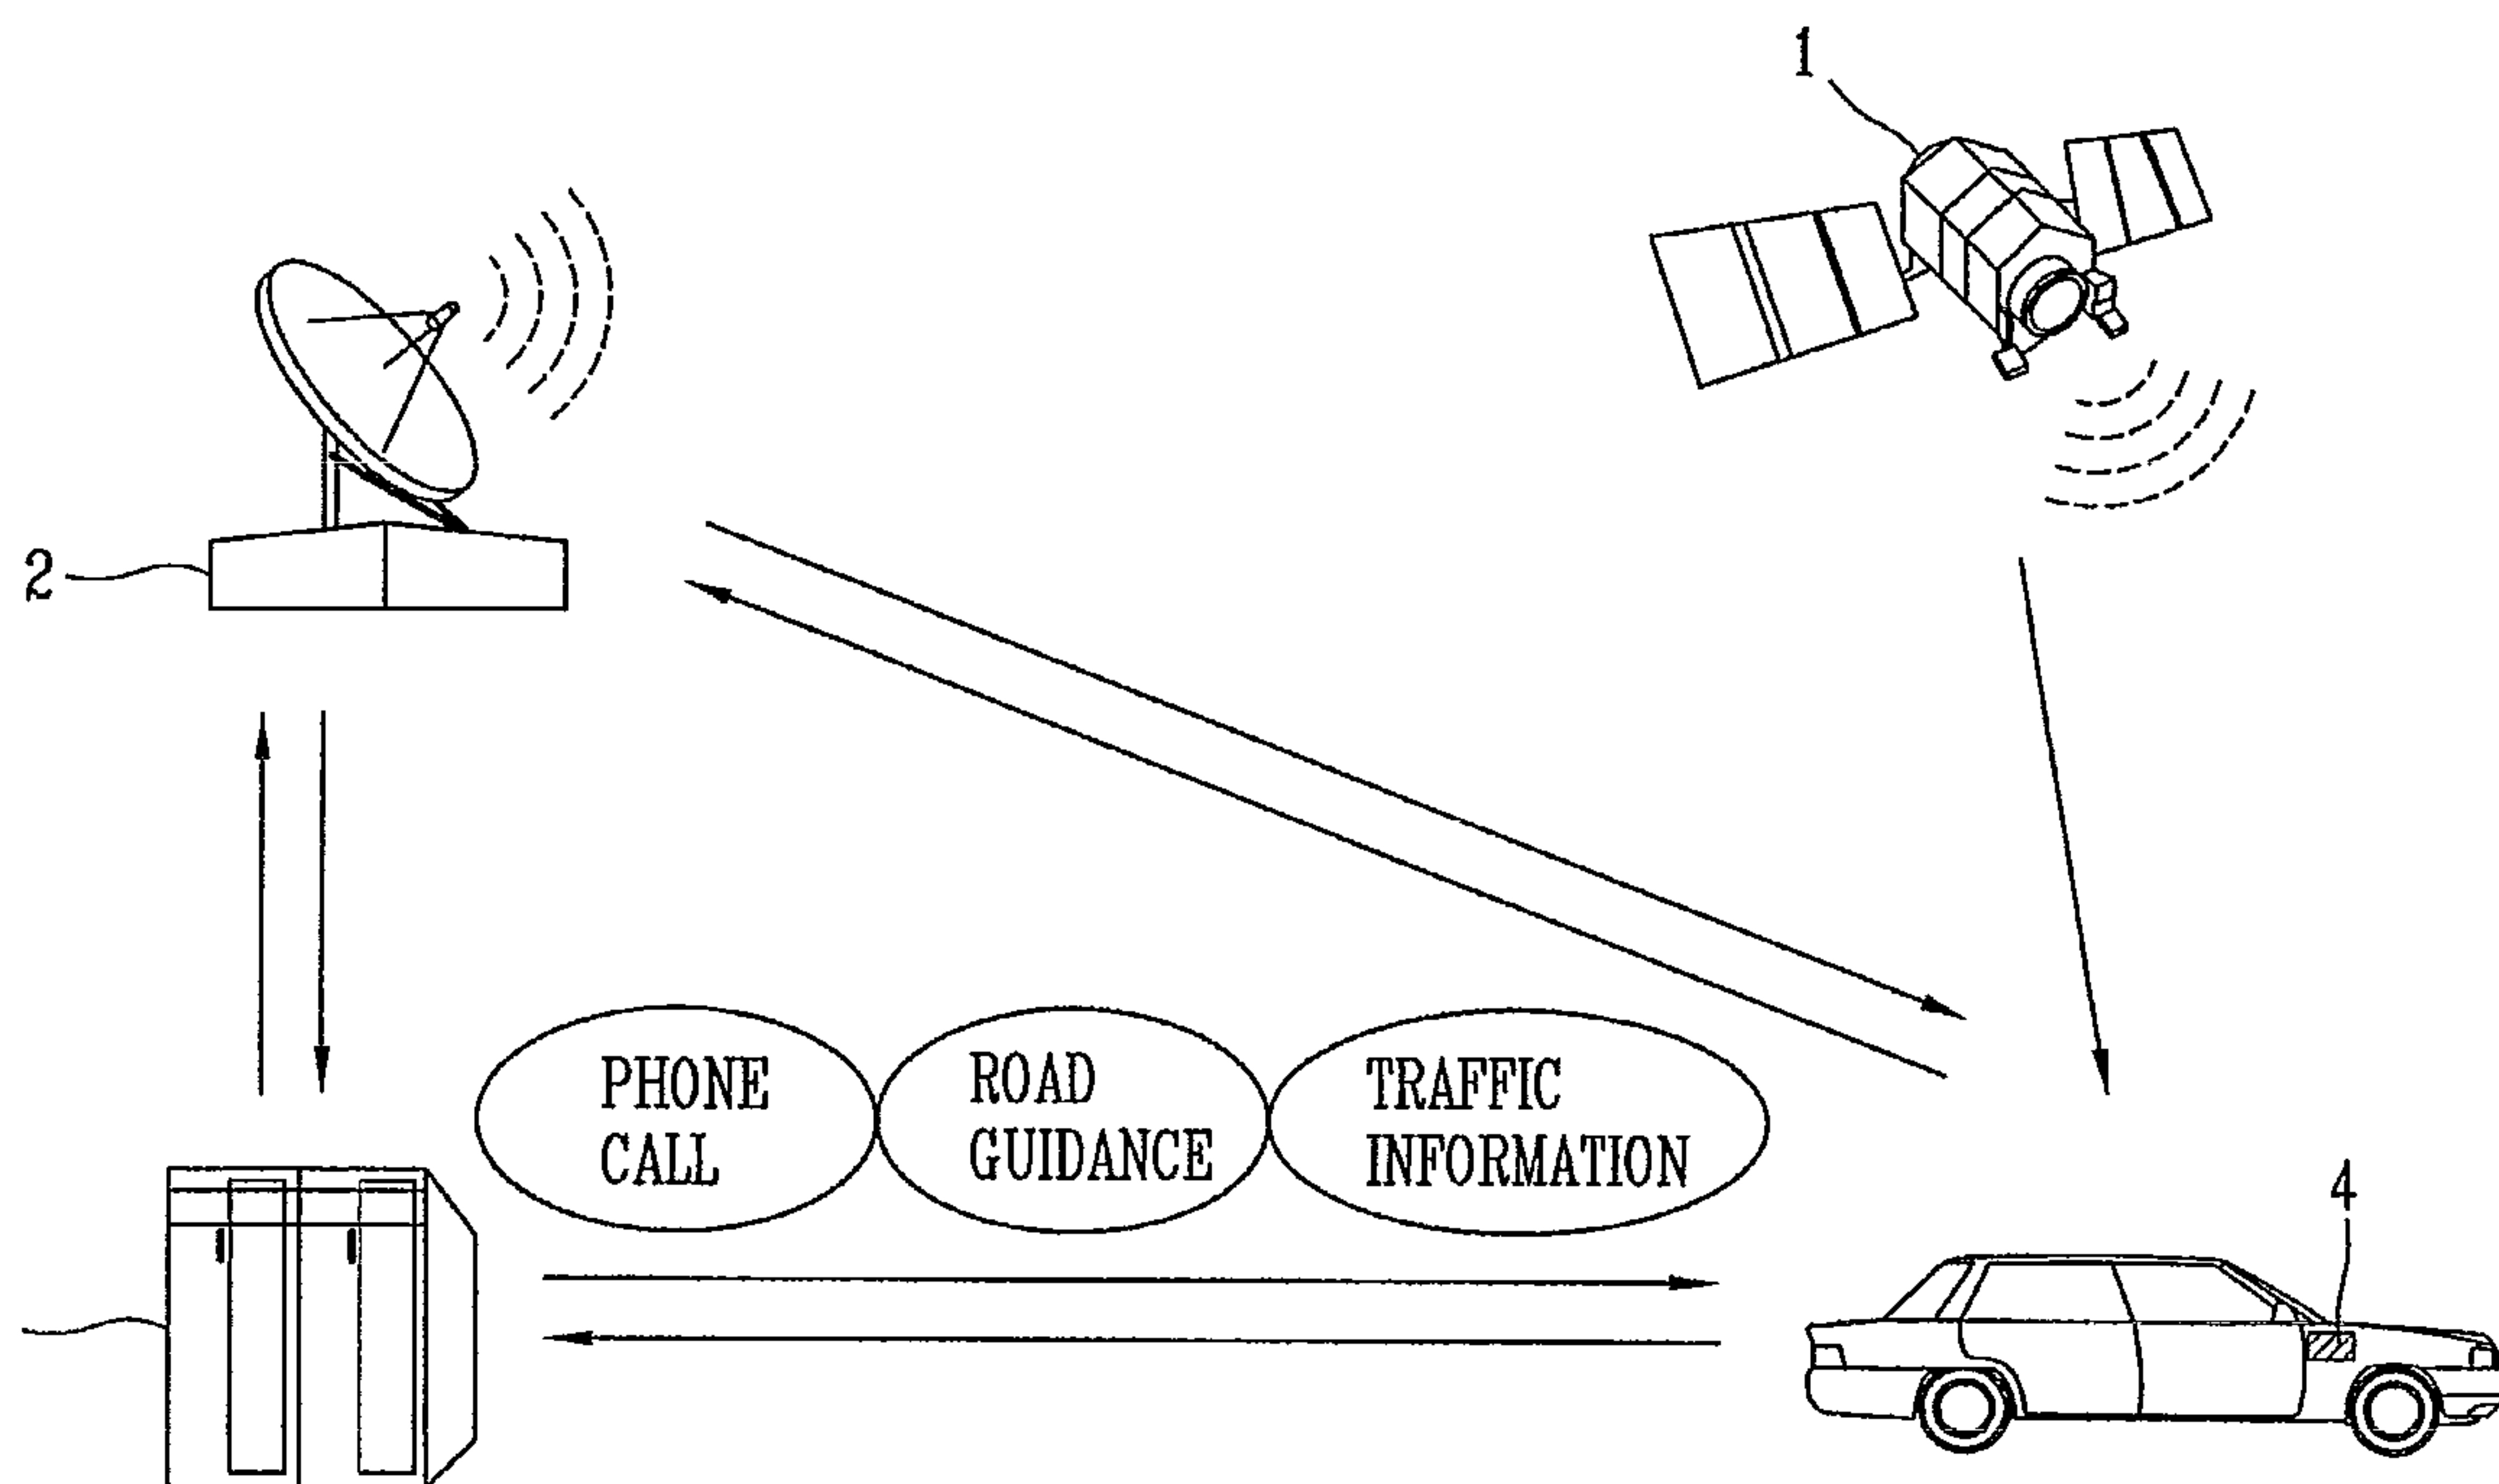 1
2
PHONE
CALL
ROAD
GUIDANCE
TRAFFIC
INFORMATION
4